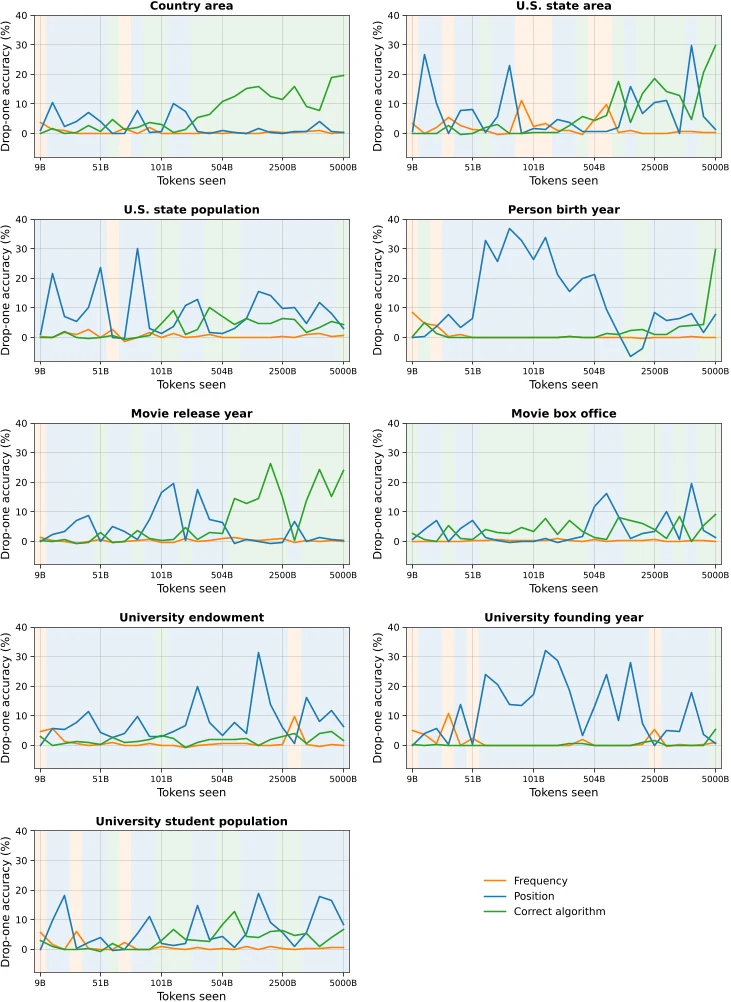 Country area
U.S. state area
Drop-one accuracy (%)
40
30
20
10
0
9B 51B 101B 504B 2500B 5000B
Tokens seen
Drop-one accuracy (%)
40
30
20
10
0
9B 51B 101B 504B 2500B 5000B
Tokens seen
U.S. state population
Person birth year
Drop-one accuracy (%)
40
30
20
10
0
9B 51B 101B 504B 2500B 5000B
Tokens seen
Drop-one accuracy (%)
40
30
20
10
0
9B 51B 101B 504B 2500B 5000B
Tokens seen
Movie release year
Movie box office
Drop-one accuracy (%)
40
30
20
10
0
9B 51B 101B 504B 2500B 5000B
Tokens seen
Drop-one accuracy (%)
40
30
20
10
0
9B 51B 101B 504B 2500B 5000B
Tokens seen
University endowment
University founding year
Drop-one accuracy (%)
40
30
20
10
0
9B 51B 101B 504B 2500B 5000B
Tokens seen
Drop-one accuracy (%)
40
30
20
10
0
9B 51B 101B 504B 2500B 5000B
Tokens seen
University student population
Drop-one accuracy (%)
40
30
20
10
0
9B 51B 101B 504B 2500B 5000B
Tokens seen
Frequency
Position
Correct algorithm